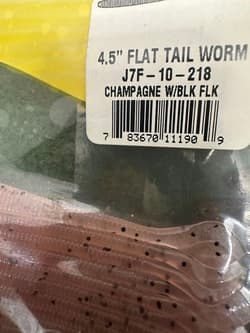 4.5" FLAT TAIL WORM
J7F-10-218
CHAMPAGNE W/BLK FLK
7 83670 11190 9